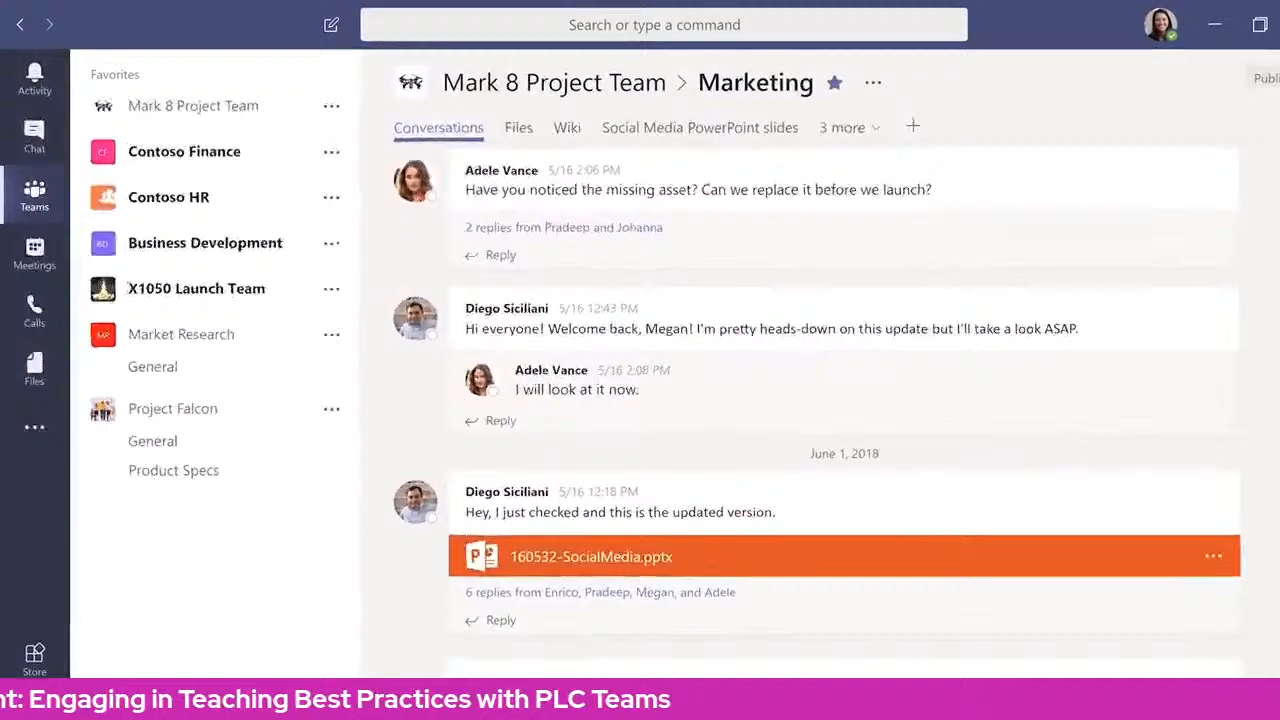 Search or type a command
Activity
Chat
Teams
Meetings
Calls
Files
Store
Favorites
Mark 8 Project Team
CF
Contoso Finance
Contoso HR
BD
Business Development
X1050 Launch Team
MR
Market Research
General
Project Falcon
General
Product Specs
Mark 8 Project Team > Marketing
Publi
Conversations Files Wiki Social Media PowerPoint slides 3 more
Adele Vance 5/16 2:06 PM
Have you noticed the missing asset? Can we replace it before we launch?
2 replies from Pradeep and Johanna
Reply
Diego Siciliani 5/16 12:43 PM
Hi everyone! Welcome back, Megan! I'm pretty heads-down on this update but I'll take a look ASAP.
Adele Vance 5/16 2:08 PM
I will look at it now.
Reply
June 1, 2018
Diego Siciliani 5/16 12:18 PM
Hey, I just checked and this is the updated version.
160532-SocialMedia.pptx
6 replies from Enrico, Pradeep, Megan, and Adele
Reply
nt: Engaging in Teaching Best Practices with PLC Teams